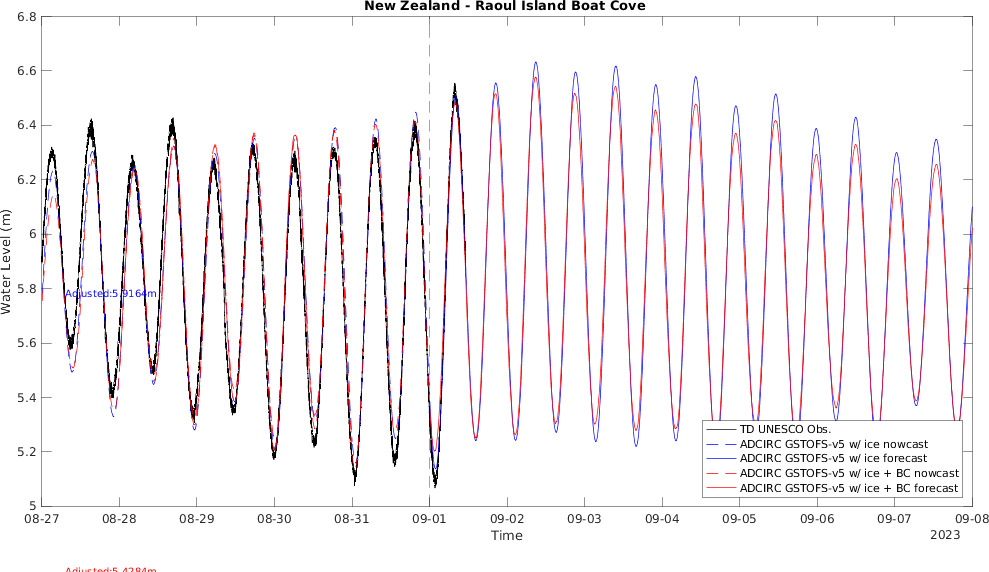 New Zealand - Raoul Island Boat Cove
6.8
6.6
6.4
6.2
6
5.8
5.6
5.4
5.2
5
Water Level (m)
Adjusted:5.9164m
TD UNESCO Obs.
ADCIRC GSTOFS-v5 w/ ice nowcast
ADCIRC GSTOFS-v5 w/ ice forecast
ADCIRC GSTOFS-v5 w/ ice + BC nowcast
ADCIRC GSTOFS-v5 w/ ice + BC forecast
08-27 08-28 08-29 08-30 08-31 09-01 09-02 09-03 09-04 09-05 09-06 09-07 09-08
Time
2023
Adjusted:5.4284m